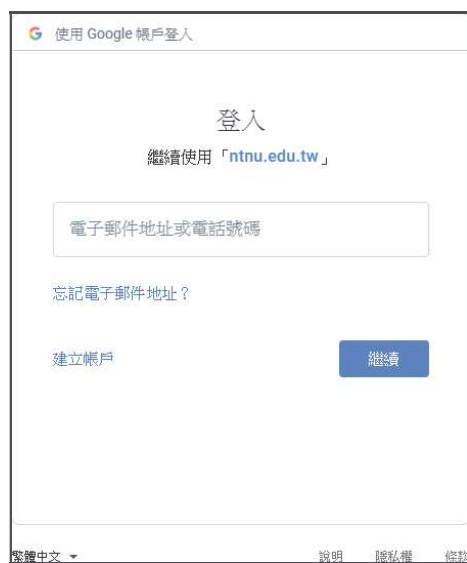 使用 Google 帳戶登入
登入
繼續使用「ntnu.edu.tw」
電子郵件地址或電話號碼
忘記電子郵件地址？
建立帳戶 繼續
繁體中文 說明 隱私權 條款